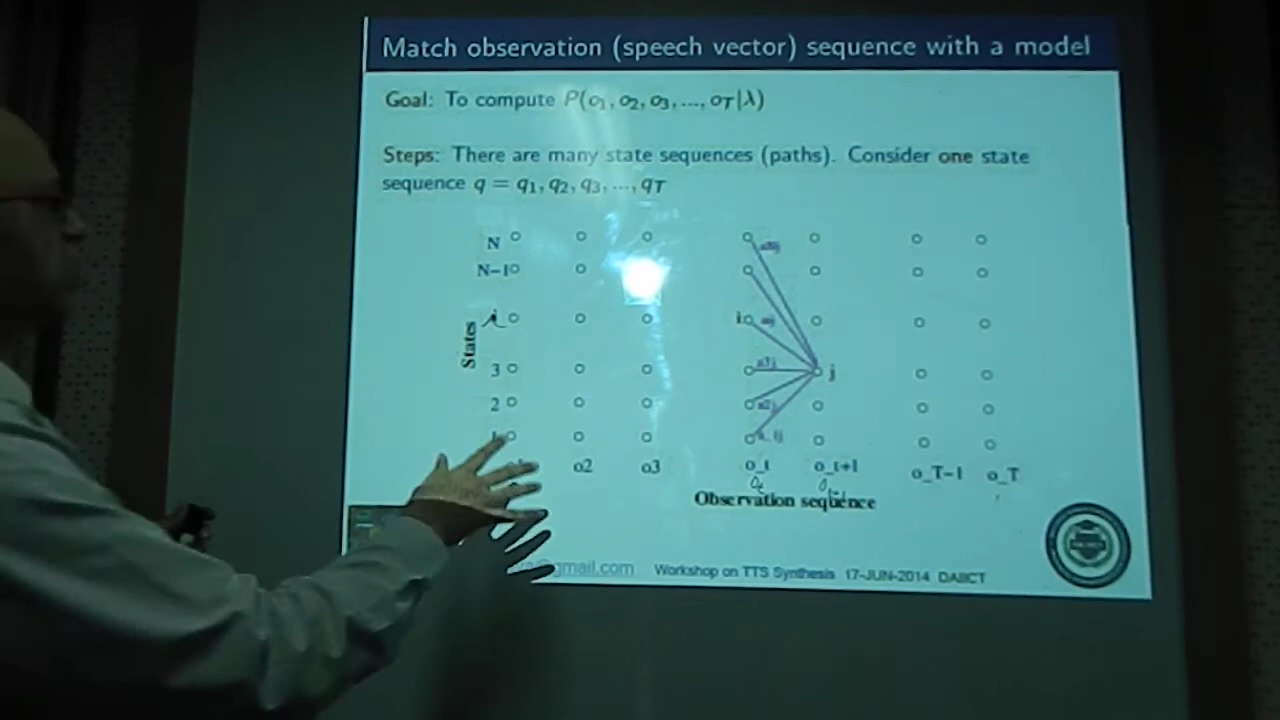 Match observation (speech vector) sequence with a model
Goal: To compute P(o1, o2, o3, ..., oT|λ)
Steps: There are many state sequences (paths). Consider one state
sequence q = q1, q2, q3, ..., qT
N
N-1
i
i
States
3
j
2
1
o2 o3 o_t o_t+1 o_T-1 o_T
Observation sequence
@gmail.com Workshop on TTS Synthesis 17-JUN-2014 DAIICT